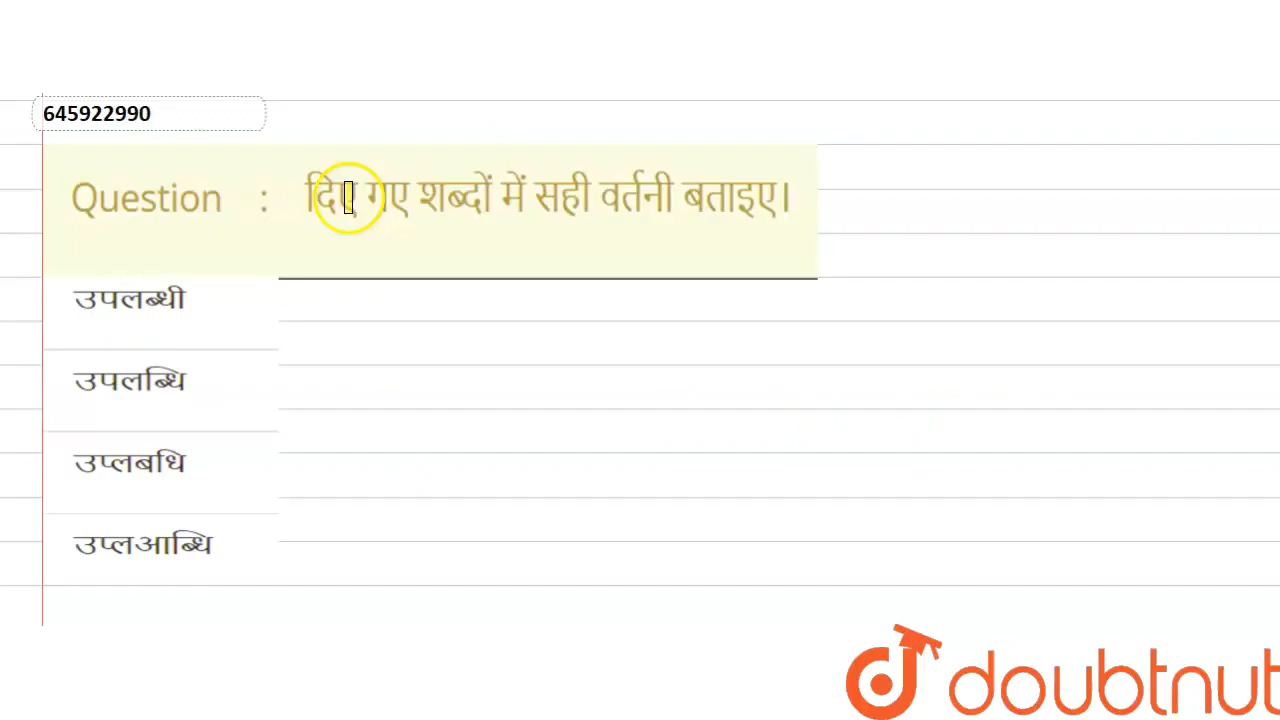 645922990
Question : दिए गए शब्दों में सही वर्तनी बताइए।
उपलब्धी
उपलब्धि
उप्लबधि
उप्लआब्धि
doubtnut